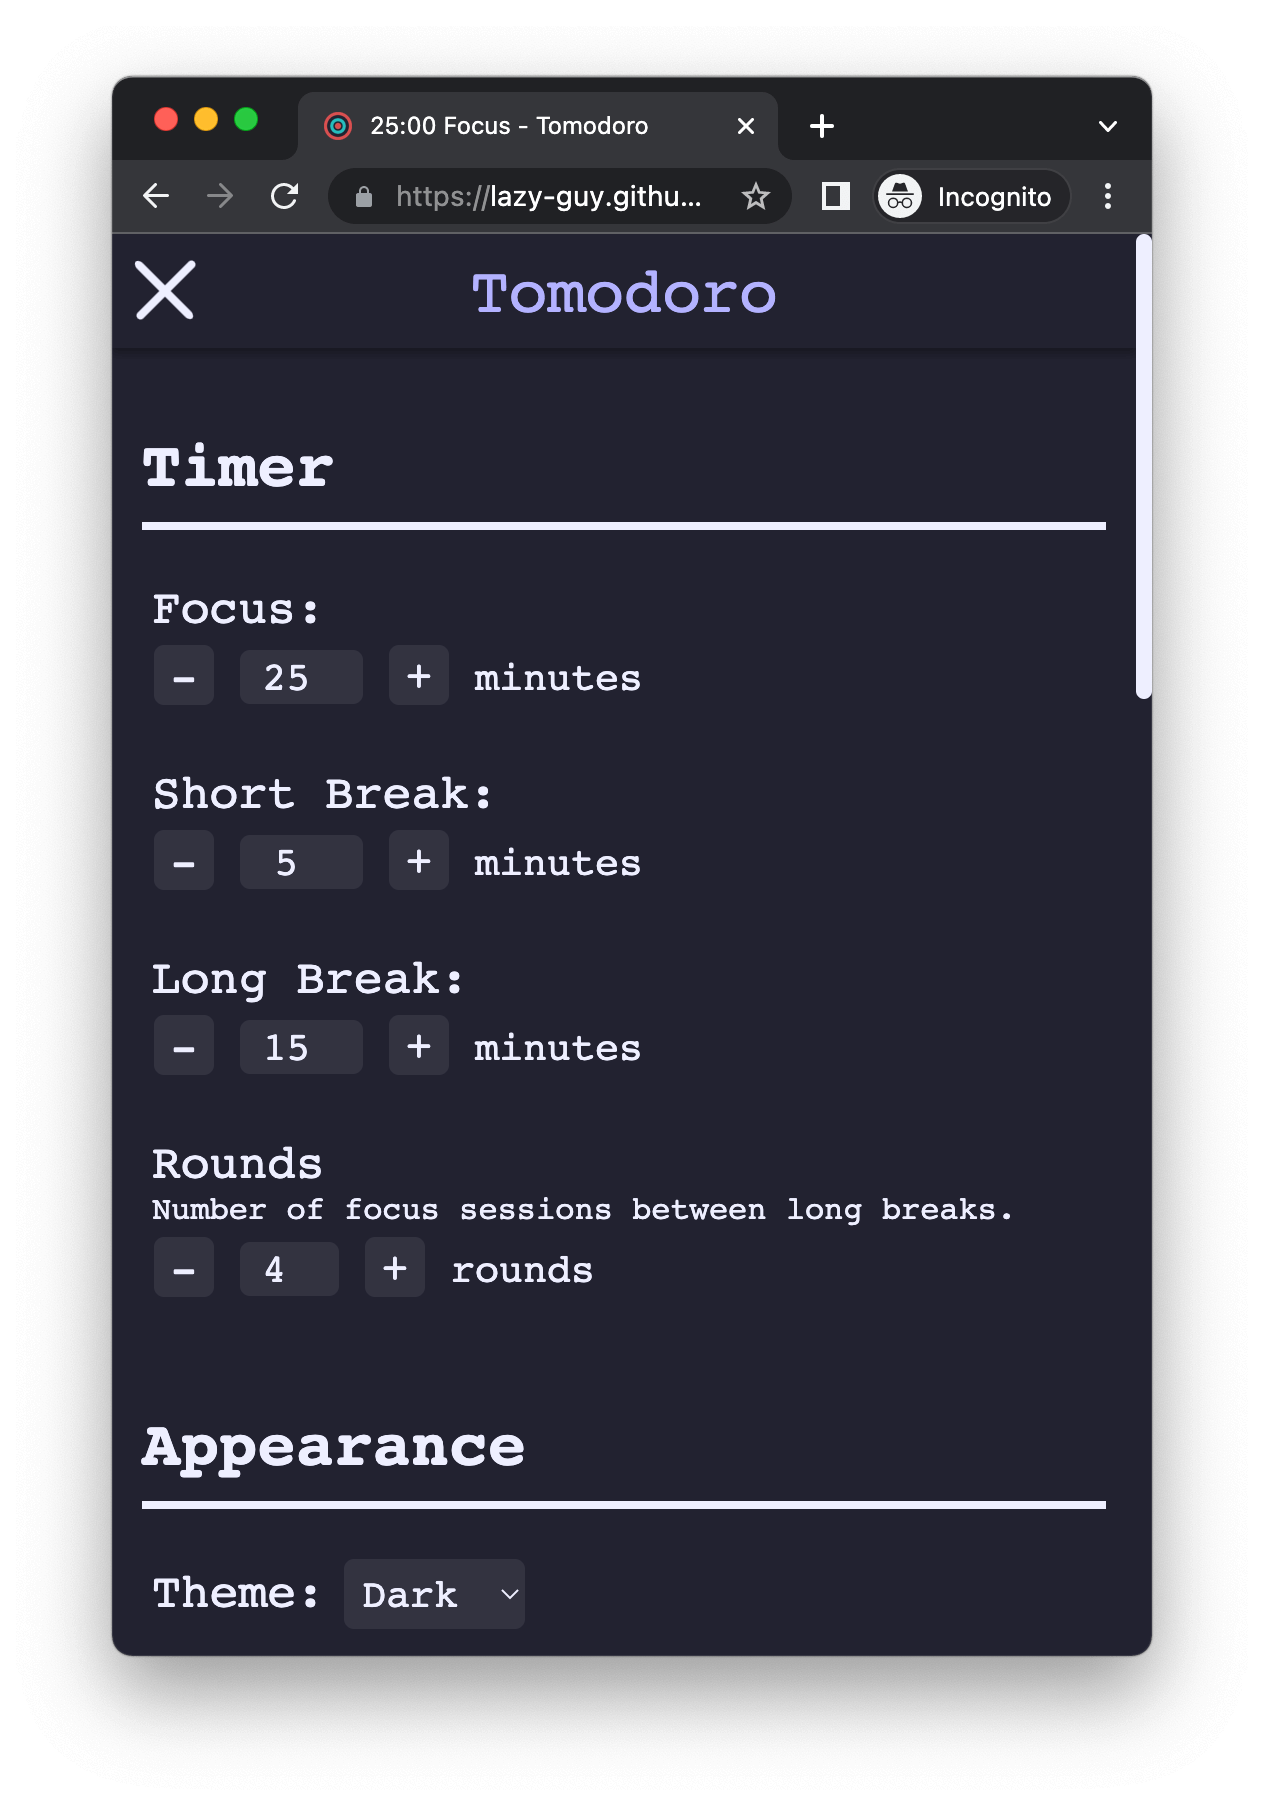 25:00 Focus - Tomodoro
https://lazy-guy.githu...
Incognito
Tomodoro
Timer
Focus:
- 25 + minutes
Short Break:
- 5 + minutes
Long Break:
- 15 + minutes
Rounds
Number of focus sessions between long breaks.
- 4 + rounds
Appearance
Theme: Dark